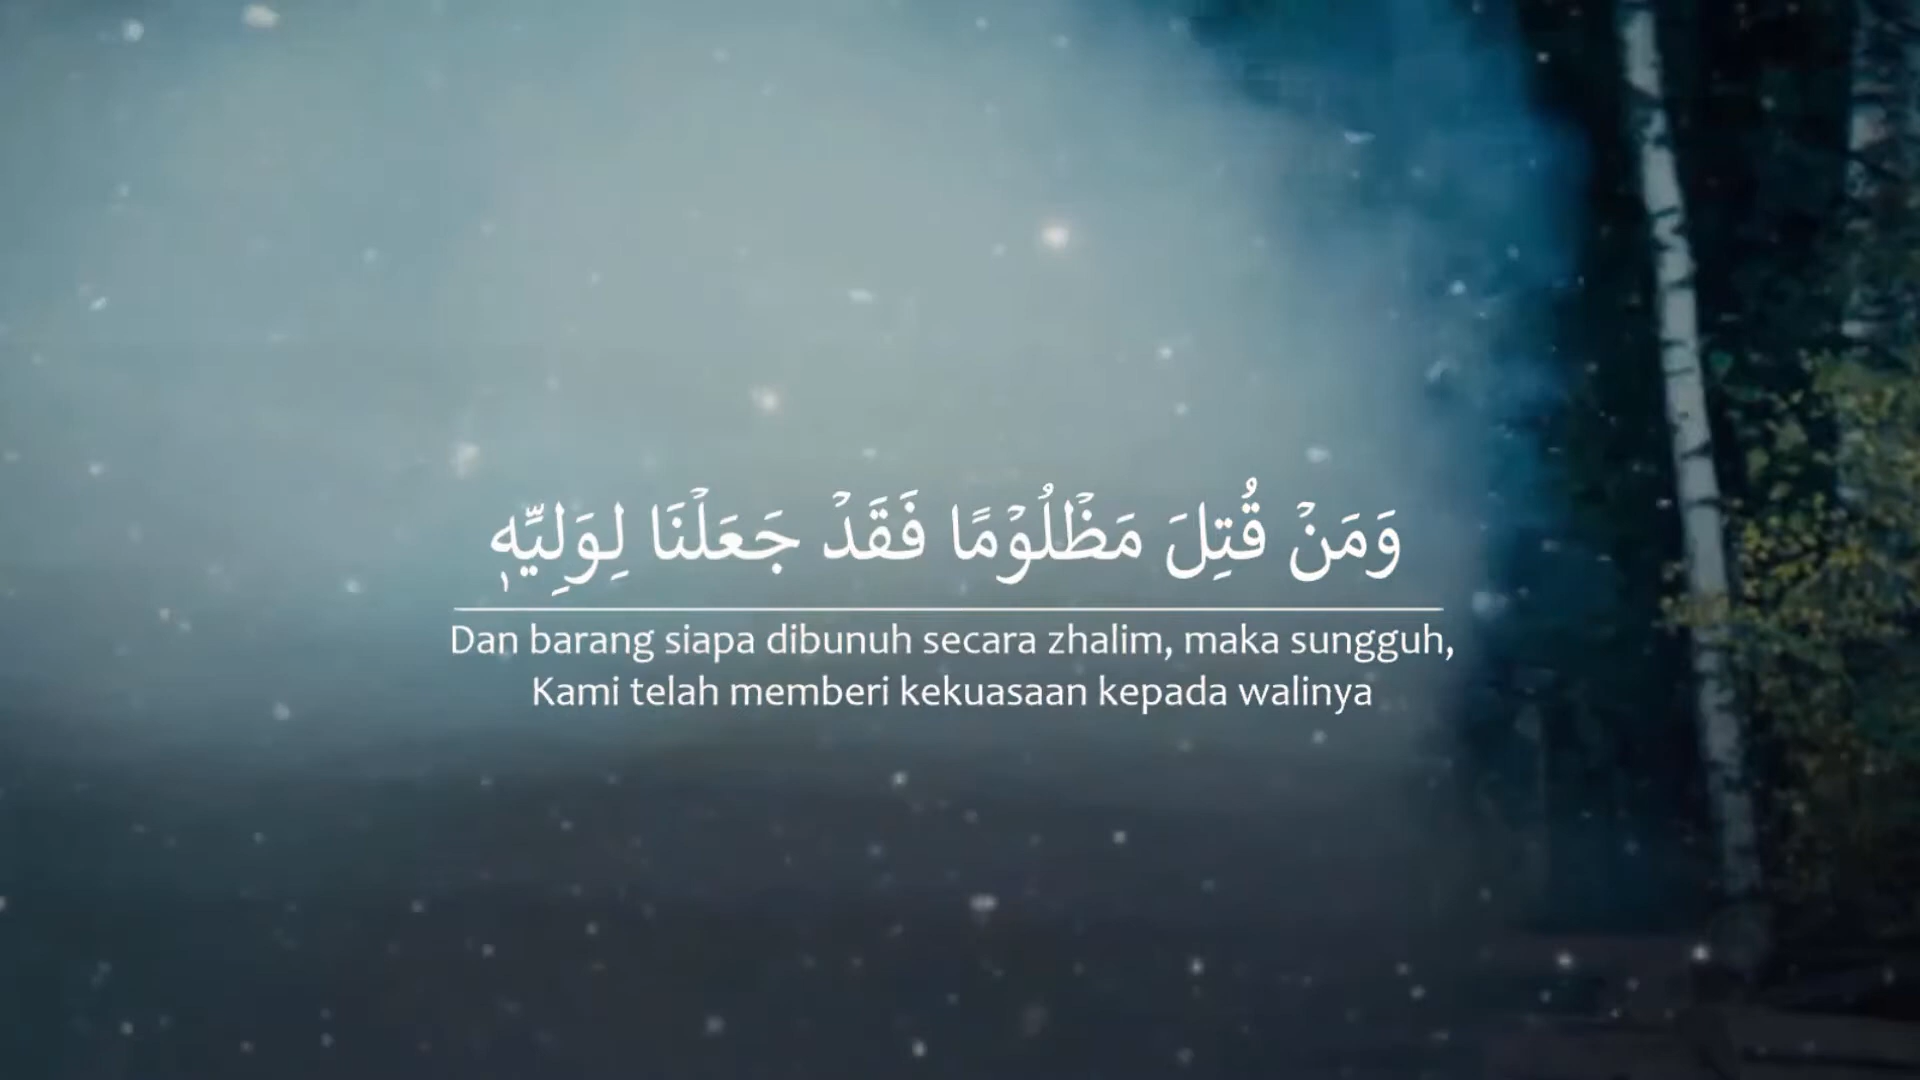 وَمَنْ قُتِلَ مَظْلُوْمًا فَقَدْ جَعَلْنَا لِوَلِيِّهٖ
Dan barang siapa dibunuh secara zhalim, maka sungguh,
Kami telah memberi kekuasaan kepada walinya